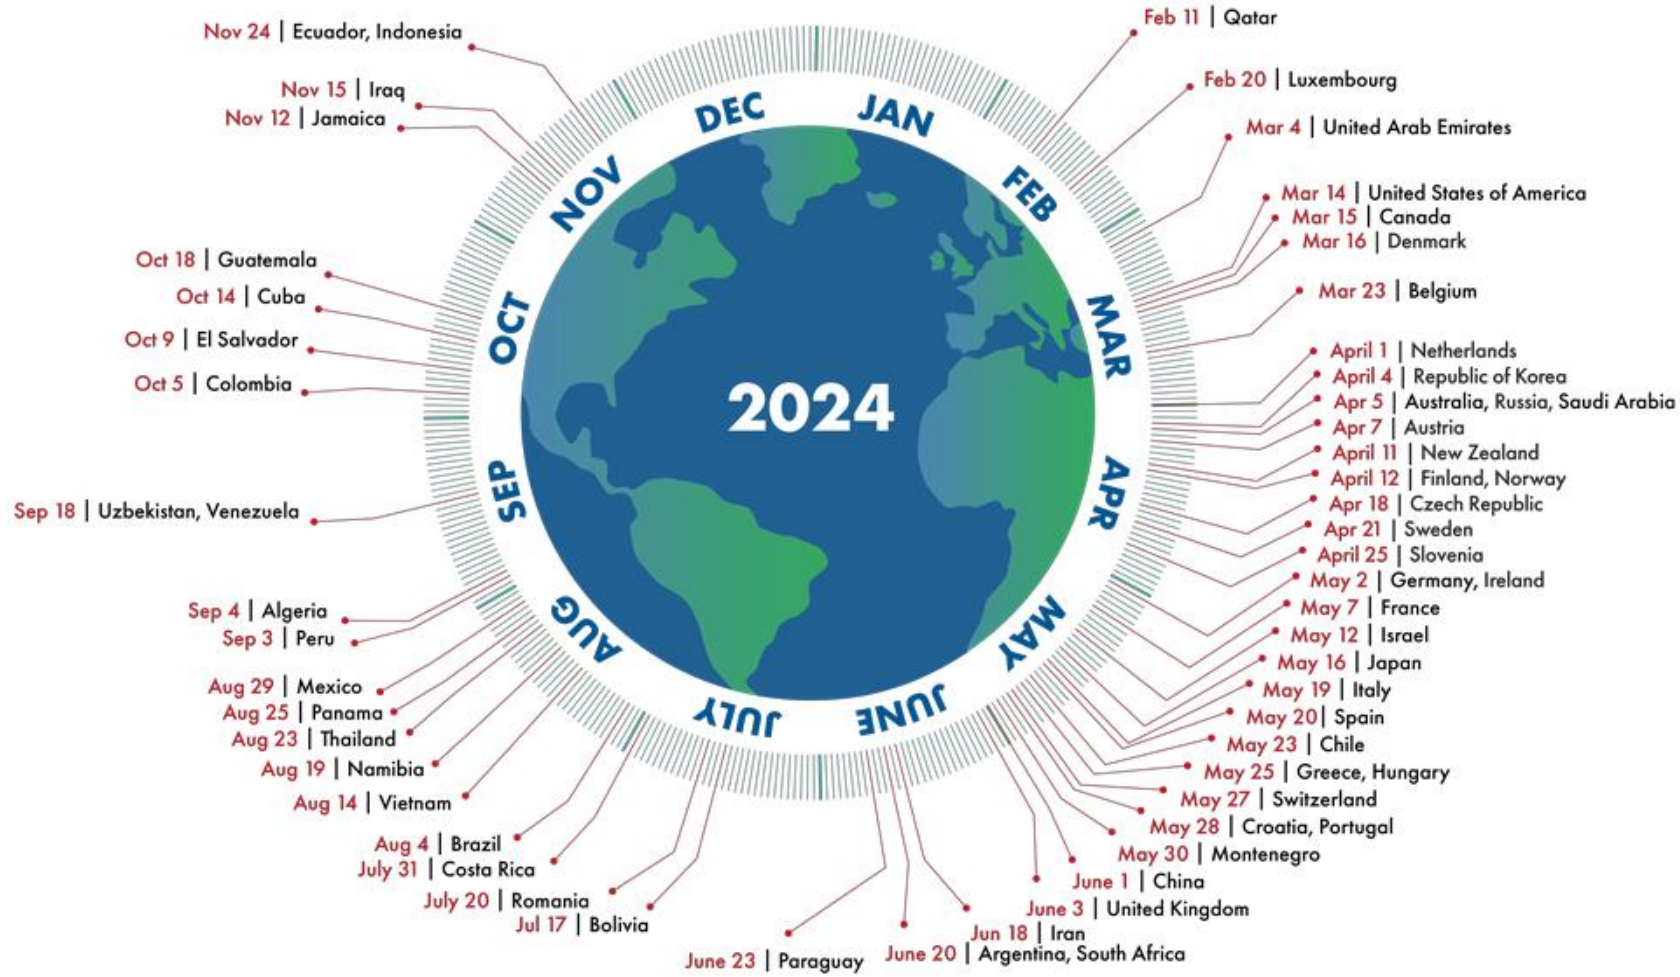 2024
JAN
FEB
MAR
APR
MAY
JUNE
JULY
AUG
SEP
OCT
NOV
DEC
Feb 11 | Qatar
Feb 20 | Luxembourg
Mar 4 | United Arab Emirates
Mar 14 | United States of America
Mar 15 | Canada
Mar 16 | Denmark
Mar 23 | Belgium
April 1 | Netherlands
April 4 | Republic of Korea
Apr 5 | Australia, Russia, Saudi Arabia
Apr 7 | Austria
April 11 | New Zealand
April 12 | Finland, Norway
Apr 18 | Czech Republic
Apr 21 | Sweden
April 25 | Slovenia
May 2 | Germany, Ireland
May 7 | France
May 12 | Israel
May 16 | Japan
May 19 | Italy
May 20| Spain
May 23 | Chile
May 25 | Greece, Hungary
May 27 | Switzerland
May 28 | Croatia, Portugal
May 30 | Montenegro
June 1 | China
June 3 | United Kingdom
Jun 18 | Iran
June 20 | Argentina, South Africa
June 23 | Paraguay
Jul 17 | Bolivia
July 20 | Romania
July 31 | Costa Rica
Aug 4 | Brazil
Aug 14 | Vietnam
Aug 19 | Namibia
Aug 23 | Thailand
Aug 25 | Panama
Aug 29 | Mexico
Sep 3 | Peru
Sep 4 | Algeria
Sep 18 | Uzbekistan, Venezuela
Oct 5 | Colombia
Oct 9 | El Salvador
Oct 14 | Cuba
Oct 18 | Guatemala
Nov 12 | Jamaica
Nov 15 | Iraq
Nov 24 | Ecuador, Indonesia